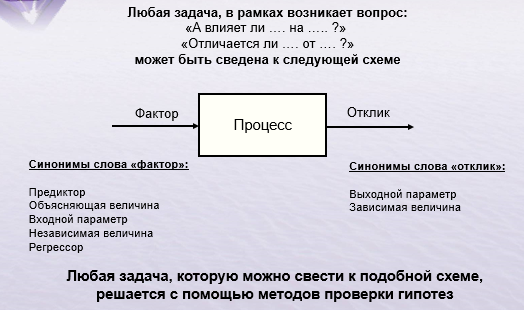 Любая задача, в рамках возникает вопрос:
«А влияет ли .... на ..... ?»
«Отличается ли .... от .... ?»
может быть сведена к следующей схеме
Фактор
Процесс
Отклик
Синонимы слова «фактор»:
Предиктор
Объясняющая величина
Входной параметр
Независимая величина
Регрессор
Синонимы слова «отклик»:
Выходной параметр
Зависимая величина
Любая задача, которую можно свести к подобной схеме,
решается с помощью методов проверки гипотез